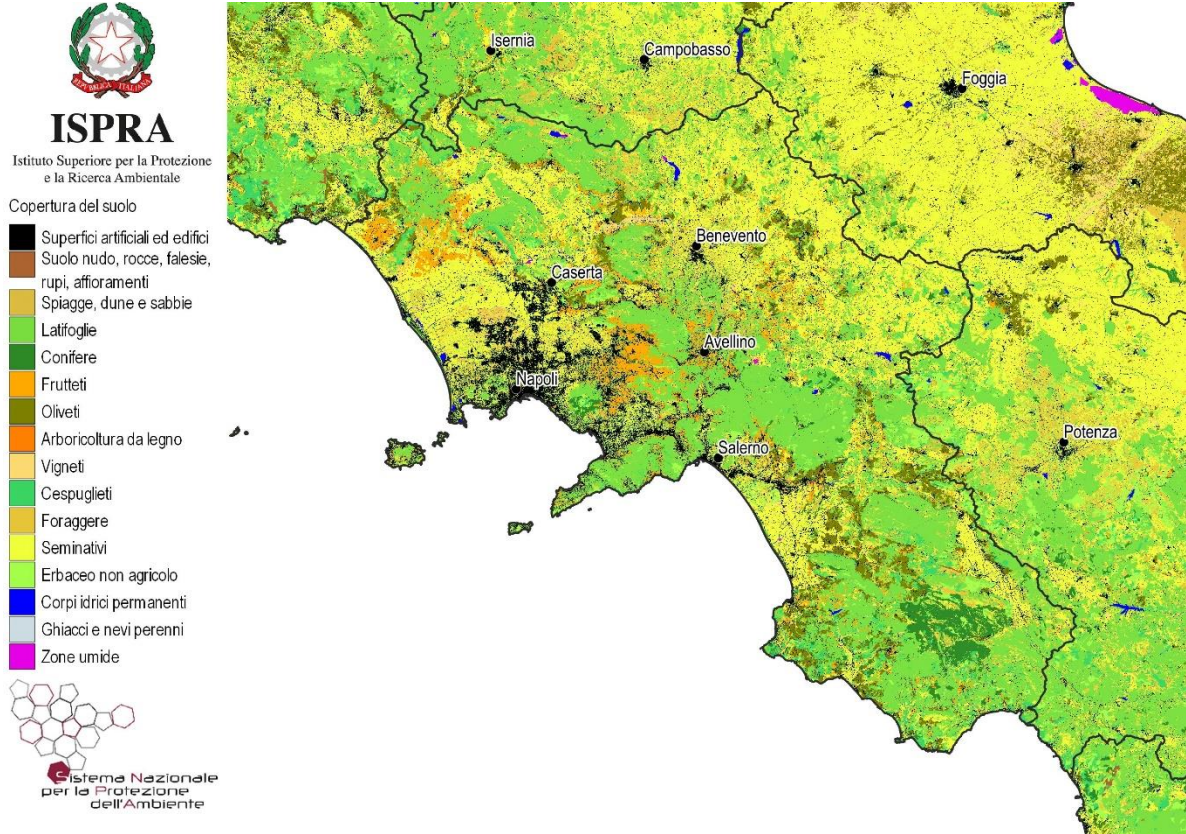 REPVBBLICA ITALIANA
ISPRA
Istituto Superiore per la Protezione
e la Ricerca Ambientale
Copertura del suolo
Superfici artificiali ed edifici
Suolo nudo, rocce, falesie,
rupi, affioramenti
Spiagge, dune e sabbie
Latifoglie
Conifere
Frutteti
Oliveti
Arboricoltura da legno
Vigneti
Cespuglieti
Foraggere
Seminativi
Erbaceo non agricolo
Corpi idrici permanenti
Ghiacci e nevi perenni
Zone umide
Sistema Nazionale
per la Protezione
dell'Ambiente
Isernia
Campobasso
Foggia
Benevento
Caserta
Avellino
Napoli
Potenza
Salerno